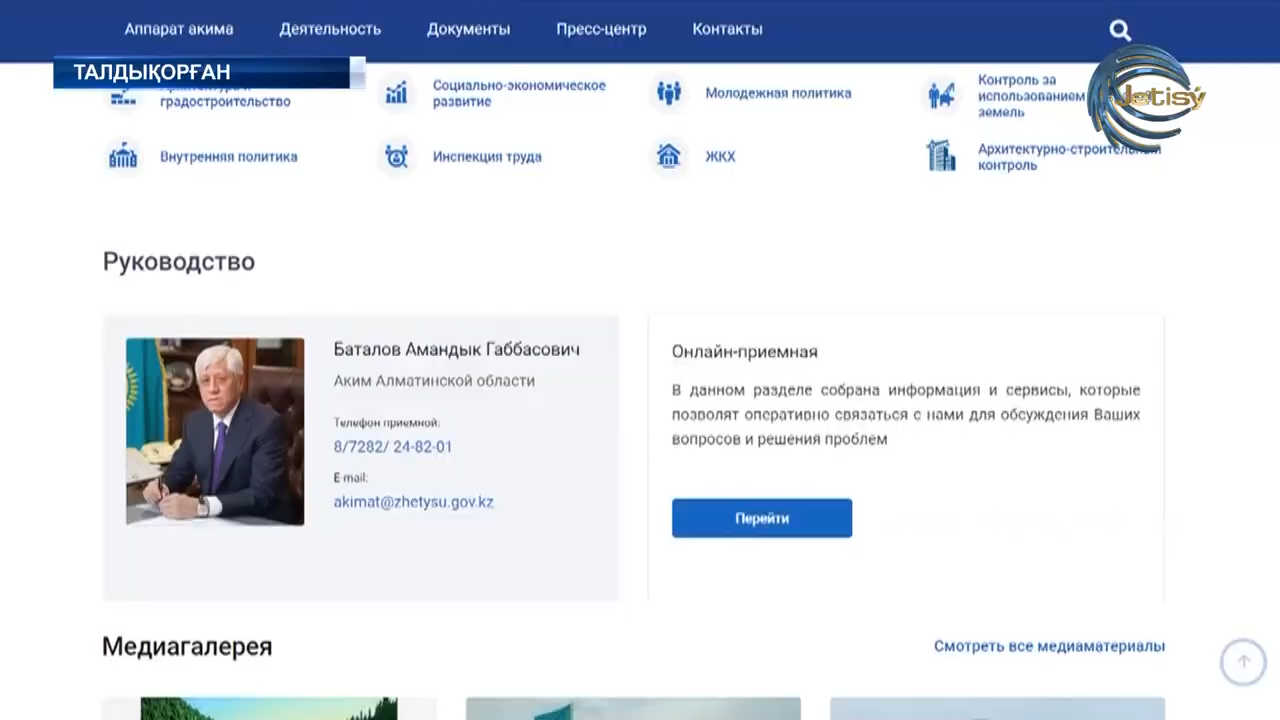 Аппарат акима
Деятельность
Документы
Пресс-центр
Контакты
ТАЛДЫҚОРҒАН
градостроительство
Социально-экономическое
развитие
Молодежная политика
Контроль за
использованием
земель
Jetisý
Внутренняя политика
Инспекция труда
ЖКХ
Архитектурно-строительный
контроль
Руководство
Баталов Амандык Габбасович
Аким Алматинской области
Телефон приемной:
8/7282/ 24-82-01
E-mail:
akimat@zhetysu.gov.kz
Онлайн-приемная
В данном разделе собрана информация и сервисы, которые
позволят оперативно связаться с нами для обсуждения Ваших
вопросов и решения проблем
Перейти
Медиагалерея
Смотреть все медиаматериалы